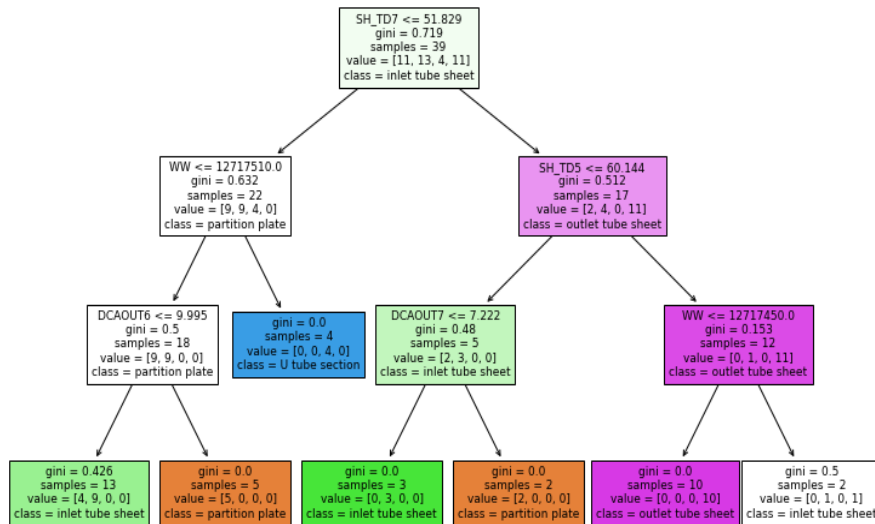 SH_TD7 <= 51.829
gini = 0.719
samples = 39
value = [11, 13, 4, 11]
class = inlet tube sheet
WW <= 12717510.0
gini = 0.632
samples = 22
value = [9, 9, 4, 0]
class = partition plate
SH_TD5 <= 60.144
gini = 0.512
samples = 17
value = [2, 4, 0, 11]
class = outlet tube sheet
DCAOUT6 <= 9.995
gini = 0.5
samples = 18
value = [9, 9, 0, 0]
class = partition plate
gini = 0.0
samples = 4
value = [0, 0, 4, 0]
class = U tube section
DCAOUT7 <= 7.222
gini = 0.48
samples = 5
value = [2, 3, 0, 0]
class = inlet tube sheet
WW <= 12717450.0
gini = 0.153
samples = 12
value = [0, 1, 0, 11]
class = outlet tube sheet
gini = 0.426
samples = 13
value = [4, 9, 0, 0]
class = inlet tube sheet
gini = 0.0
samples = 5
value = [5, 0, 0, 0]
class = partition plate
gini = 0.0
samples = 3
value = [0, 3, 0, 0]
class = inlet tube sheet
gini = 0.0
samples = 2
value = [2, 0, 0, 0]
class = partition plate
gini = 0.0
samples = 10
value = [0, 0, 0, 10]
class = outlet tube sheet
gini = 0.5
samples = 2
value = [0, 1, 0, 1]
class = inlet tube sheet